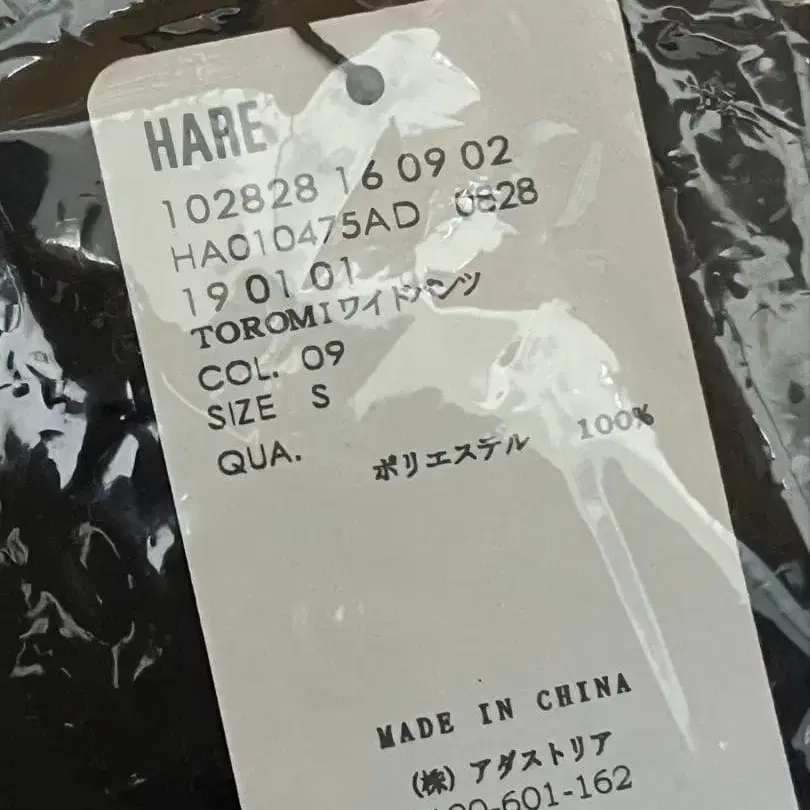 HARE
102828 16 09 02
HA010475AD 0828
19 01 01
TOROMIワイドパンツ
COL. 09
SIZE S
QUA.
ポリエステル 100%
MADE IN CHINA
(株)アダストリア
-601-162